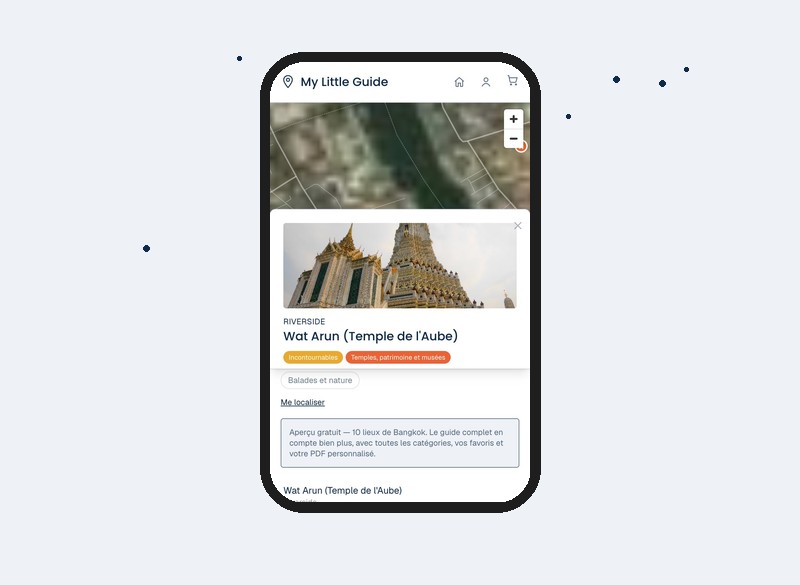 My Little Guide
+
−
RIVERSIDE
Wat Arun (Temple de l'Aube)
Incontournables
Temples, patrimoine et musées
Balades et nature
Me localiser
Aperçu gratuit — 10 lieux de Bangkok. Le guide complet en
compte bien plus, avec toutes les catégories, vos favoris et
votre PDF personnalisé.
Wat Arun (Temple de l'Aube)